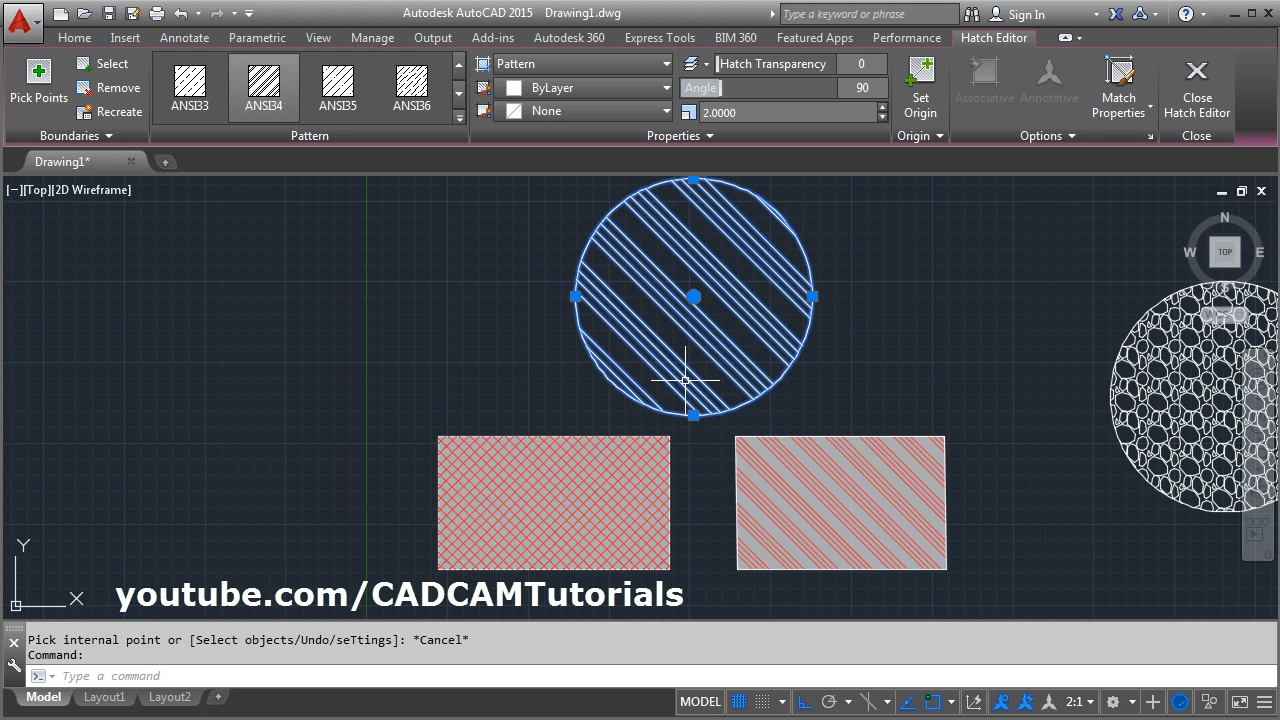 Autodesk AutoCAD 2015 Drawing1.dwg
Type a keyword or phrase
Sign In
Home Insert Annotate Parametric View Manage Output Add-ins Autodesk 360 Express Tools BIM 360 Featured Apps Performance Hatch Editor
Pick Points
Select
Remove
Recreate
Boundaries
ANSI33 ANSI34 ANSI35 ANSI36
Pattern
Pattern
ByLayer
None
Hatch Transparency 0
Angle 90
2.0000
Properties
Set
Origin
Origin
Associative Annotative
Match
Properties
Options
Close
Hatch Editor
Close
Drawing1*
[−][Top][2D Wireframe]
N
W TOP E
S
Y
X
youtube.com/CADCAMTutorials
Pick internal point or [Select objects/Undo/seTtings]: *Cancel*
Command:
Type a command
Model Layout1 Layout2
MODEL 2:1